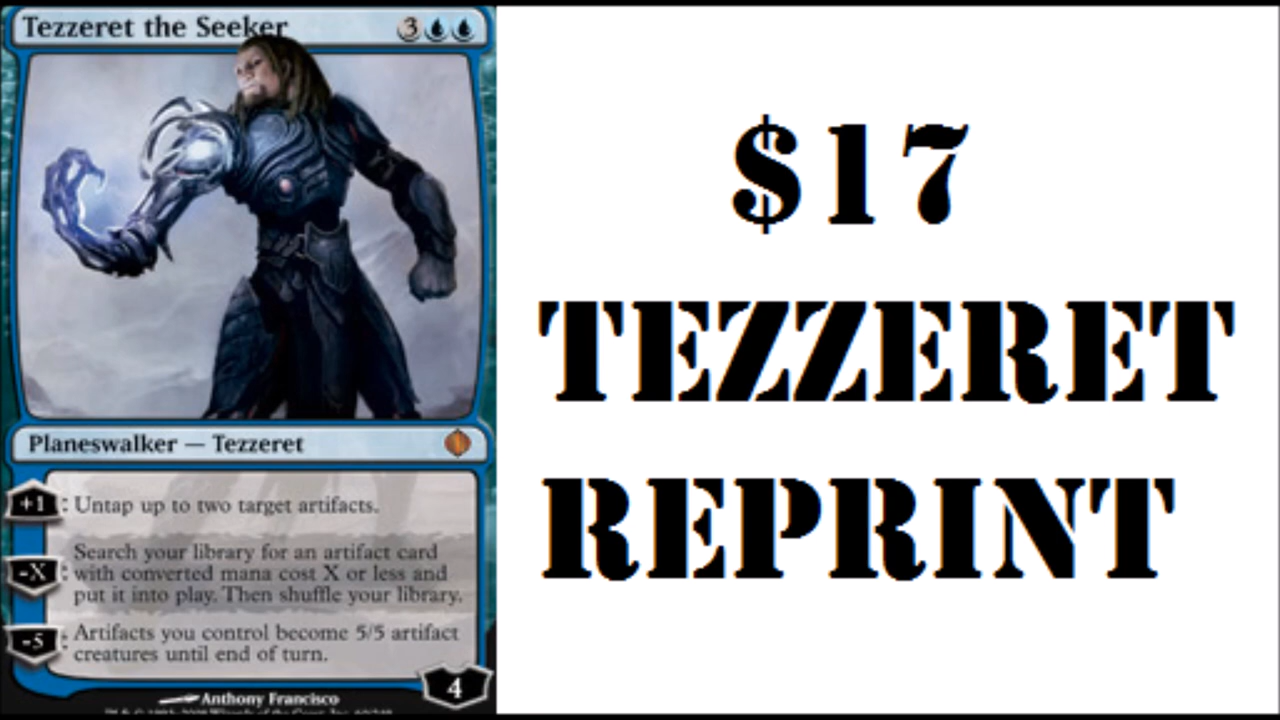 Tezzeret the Seeker 3
Planeswalker — Tezzeret
+1 : Untap up to two target artifacts.
Search your library for an artifact card
-X : with converted mana cost X or less and
put it into play. Then shuffle your library.
-5 : Artifacts you control become 5/5 artifact
creatures until end of turn.
4
Anthony Francisco
$17
TEZZERET
REPRINT